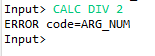 Input> CALC DIV 2
ERROR code=ARG_NUM
Input>